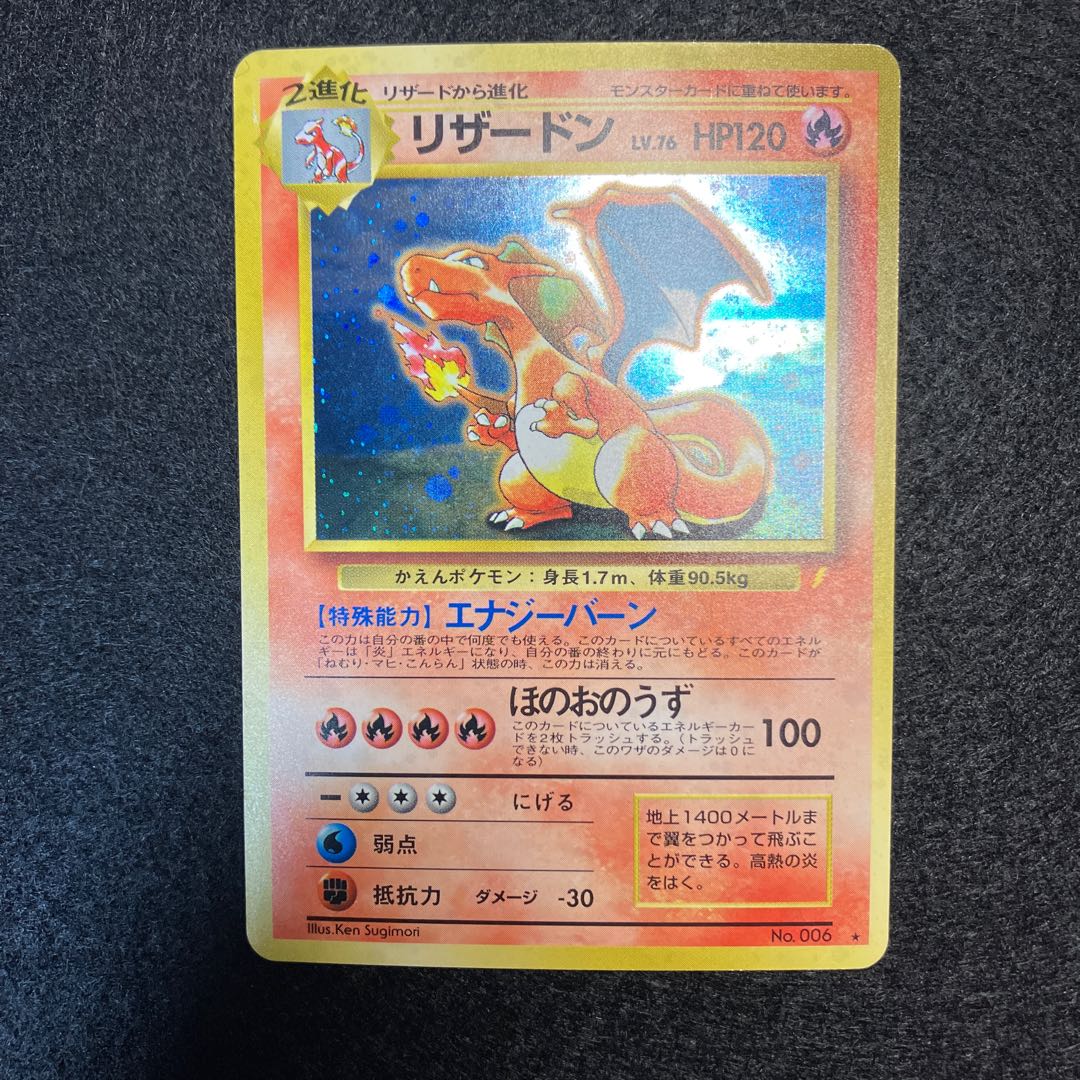 2進化 リザードから進化 モンスターカードに重ねて使います。
リザードン LV.76 HP120
かえんポケモン：身長1.7m、体重90.5kg
【特殊能力】エナジーバーン
この力は自分の番の中で何度でも使える。このカードについているすべてのエネル
ギーは「炎」エネルギーになり、自分の番の終わりに元にもどる。このカードが
「ねむり・マヒ・こんらん」状態の時、この力は消える。
ほのおのうず
このカードについているエネルギーカー
ドを2枚トラッシュする。（トラッシュ
できない時、このワザのダメージは0に
なる）
100
にげる
弱点
抵抗力 ダメージ -30
地上1400メートルま
で翼をつかって飛ぶこ
とができる。高熱の炎
をはく。
Illus.Ken Sugimori
No. 006 ★